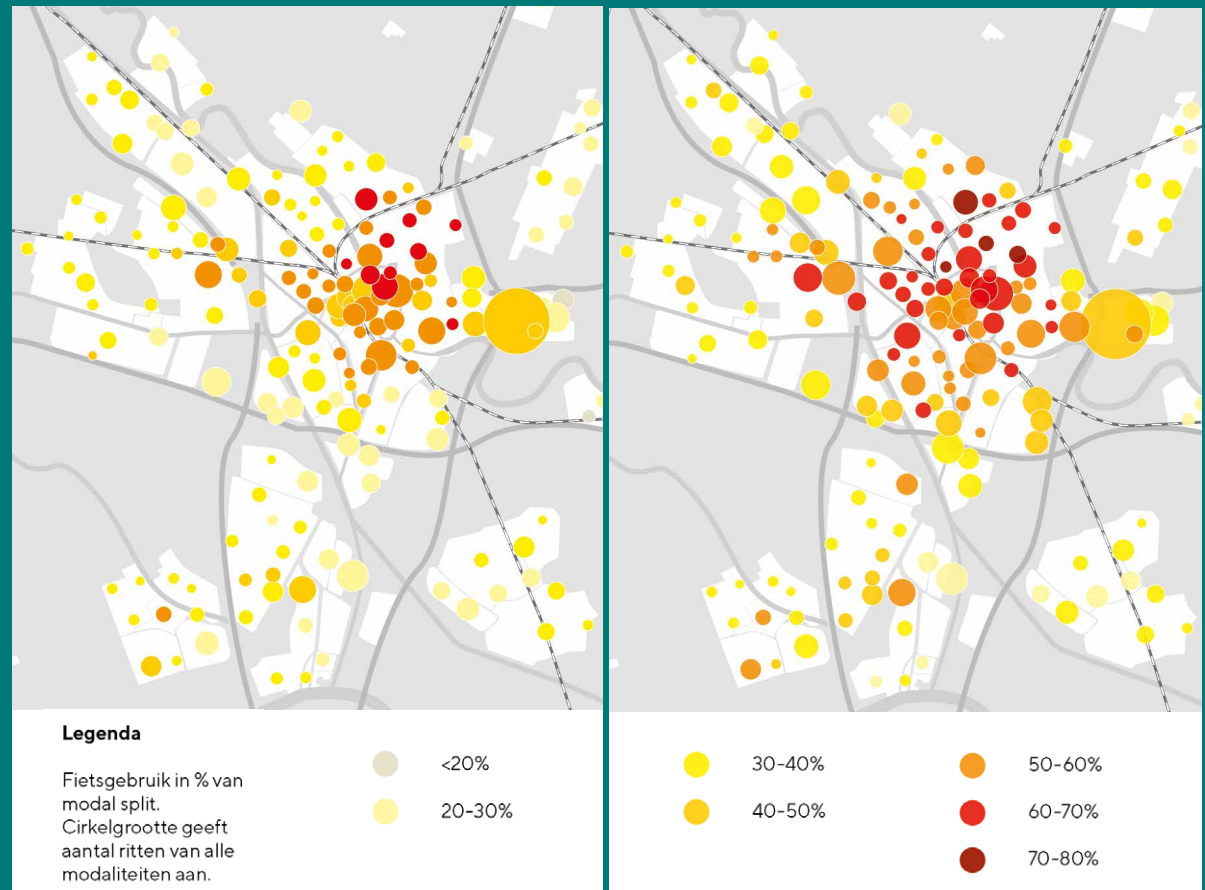 Legenda
Fietsgebruik in % van
modal split.
Cirkelgrootte geeft
aantal ritten van alle
modaliteiten aan.
<20%
20-30%
30-40%
40-50%
50-60%
60-70%
70-80%